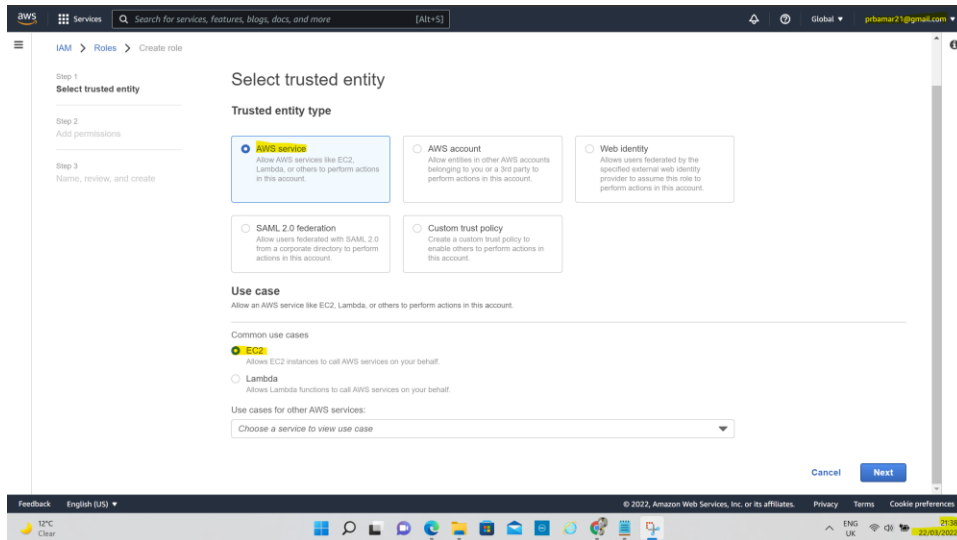 aws
Services
Search for services, features, blogs, docs, and more
[Alt+S]
Global
prbamar21@gmail.com
IAM > Roles > Create role
Step 1
Select trusted entity
Step 2
Add permissions
Step 3
Name, review, and create
Select trusted entity
Trusted entity type
AWS service
Allow AWS services like EC2,
Lambda, or others to perform actions
in this account.
AWS account
Allow entities in other AWS accounts
belonging to you or a 3rd party to
perform actions in this account.
Web identity
Allows users federated by the
specified external web identity
provider to assume this role to
perform actions in this account.
SAML 2.0 federation
Allow users federated with SAML 2.0
from a corporate directory to perform
actions in this account.
Custom trust policy
Create a custom trust policy to
enable others to perform actions in
this account.
Use case
Allow an AWS service like EC2, Lambda, or others to perform actions in this account.
Common use cases
EC2
Allows EC2 instances to call AWS services on your behalf.
Lambda
Allows Lambda functions to call AWS services on your behalf.
Use cases for other AWS services:
Choose a service to view use case
Cancel
Next
Feedback
English (US)
© 2022, Amazon Web Services, Inc. or its affiliates.
Privacy
Terms
Cookie preferences
12°C
Clear
ENG
UK
21:38
22/03/2022